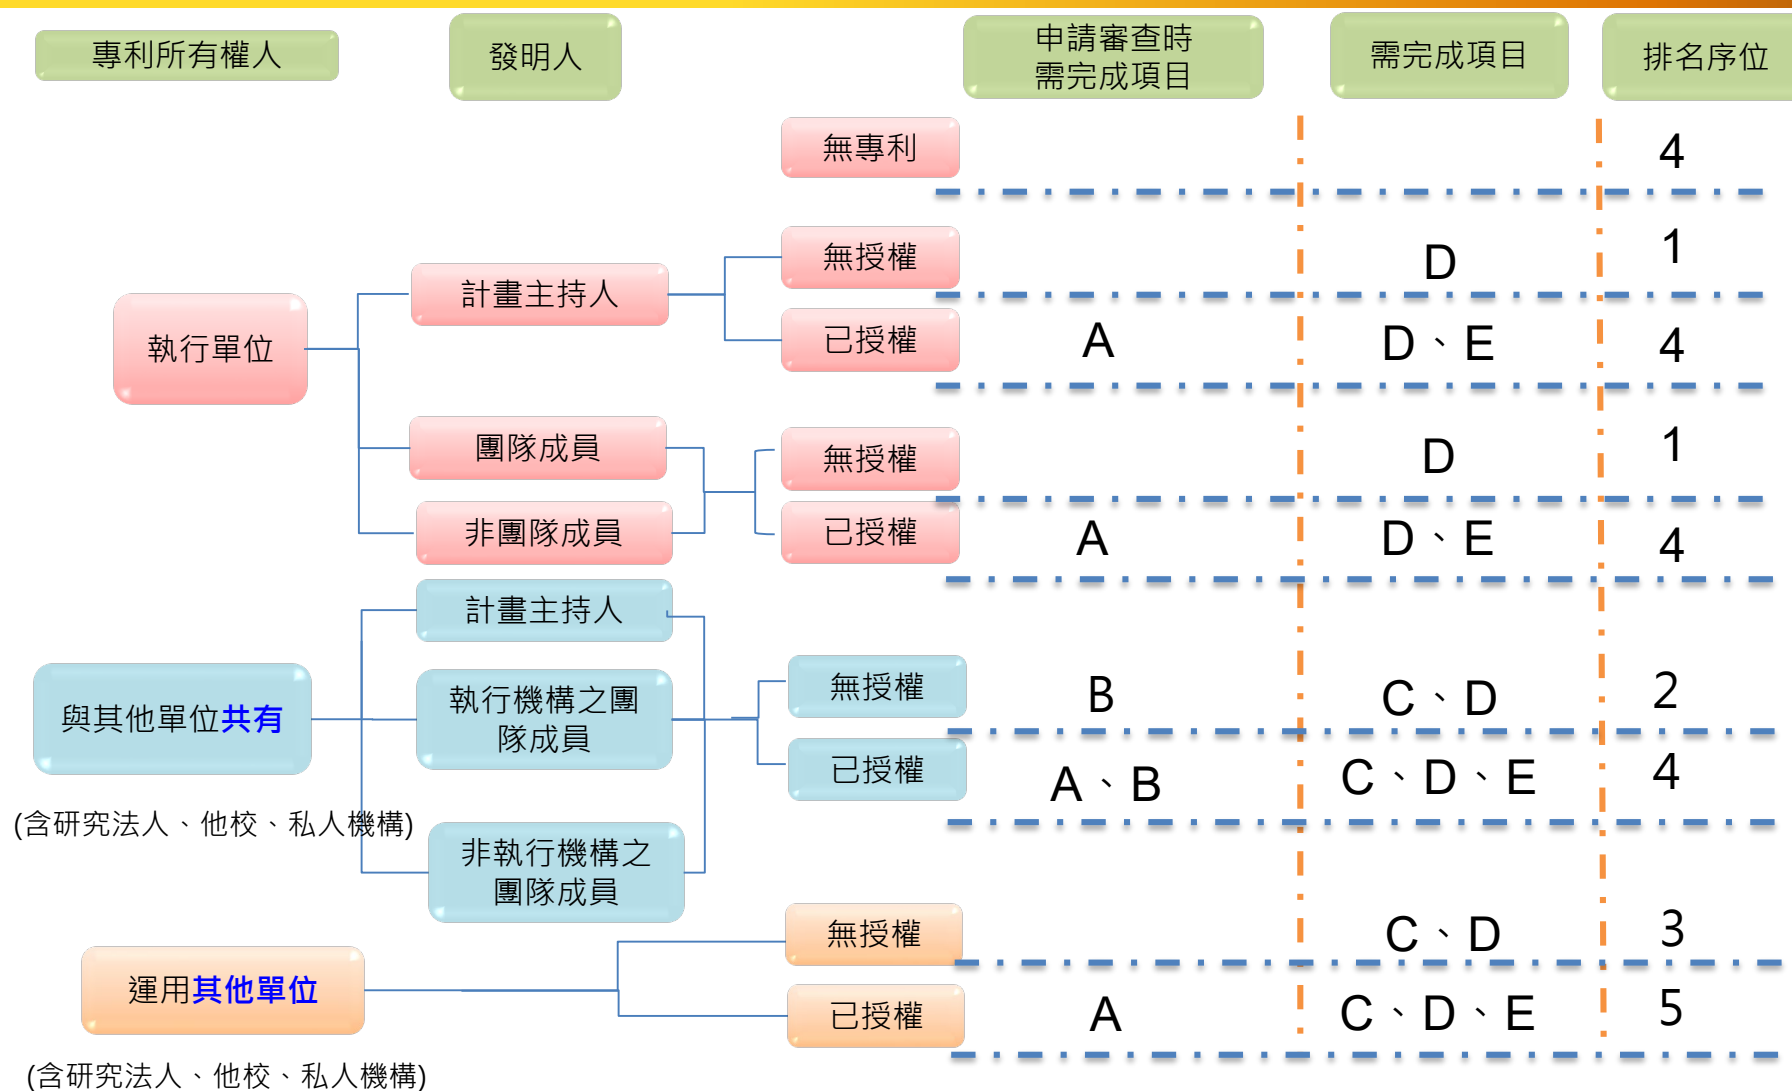 專利所有權人
發明人
申請審查時
需完成項目
需完成項目
排名序位
無專利
4
無授權
D
1
計畫主持人
執行單位
已授權
A
D、E
4
團隊成員
無授權
D
1
非團隊成員
已授權
A
D、E
4
計畫主持人
無授權
B
C、D
2
與其他單位共有
執行機構之團
隊成員
已授權
A、B
C、D、E
4
(含研究法人、他校、私人機構)
非執行機構之
團隊成員
無授權
C、D
3
運用其他單位
已授權
A
C、D、E
5
(含研究法人、他校、私人機構)